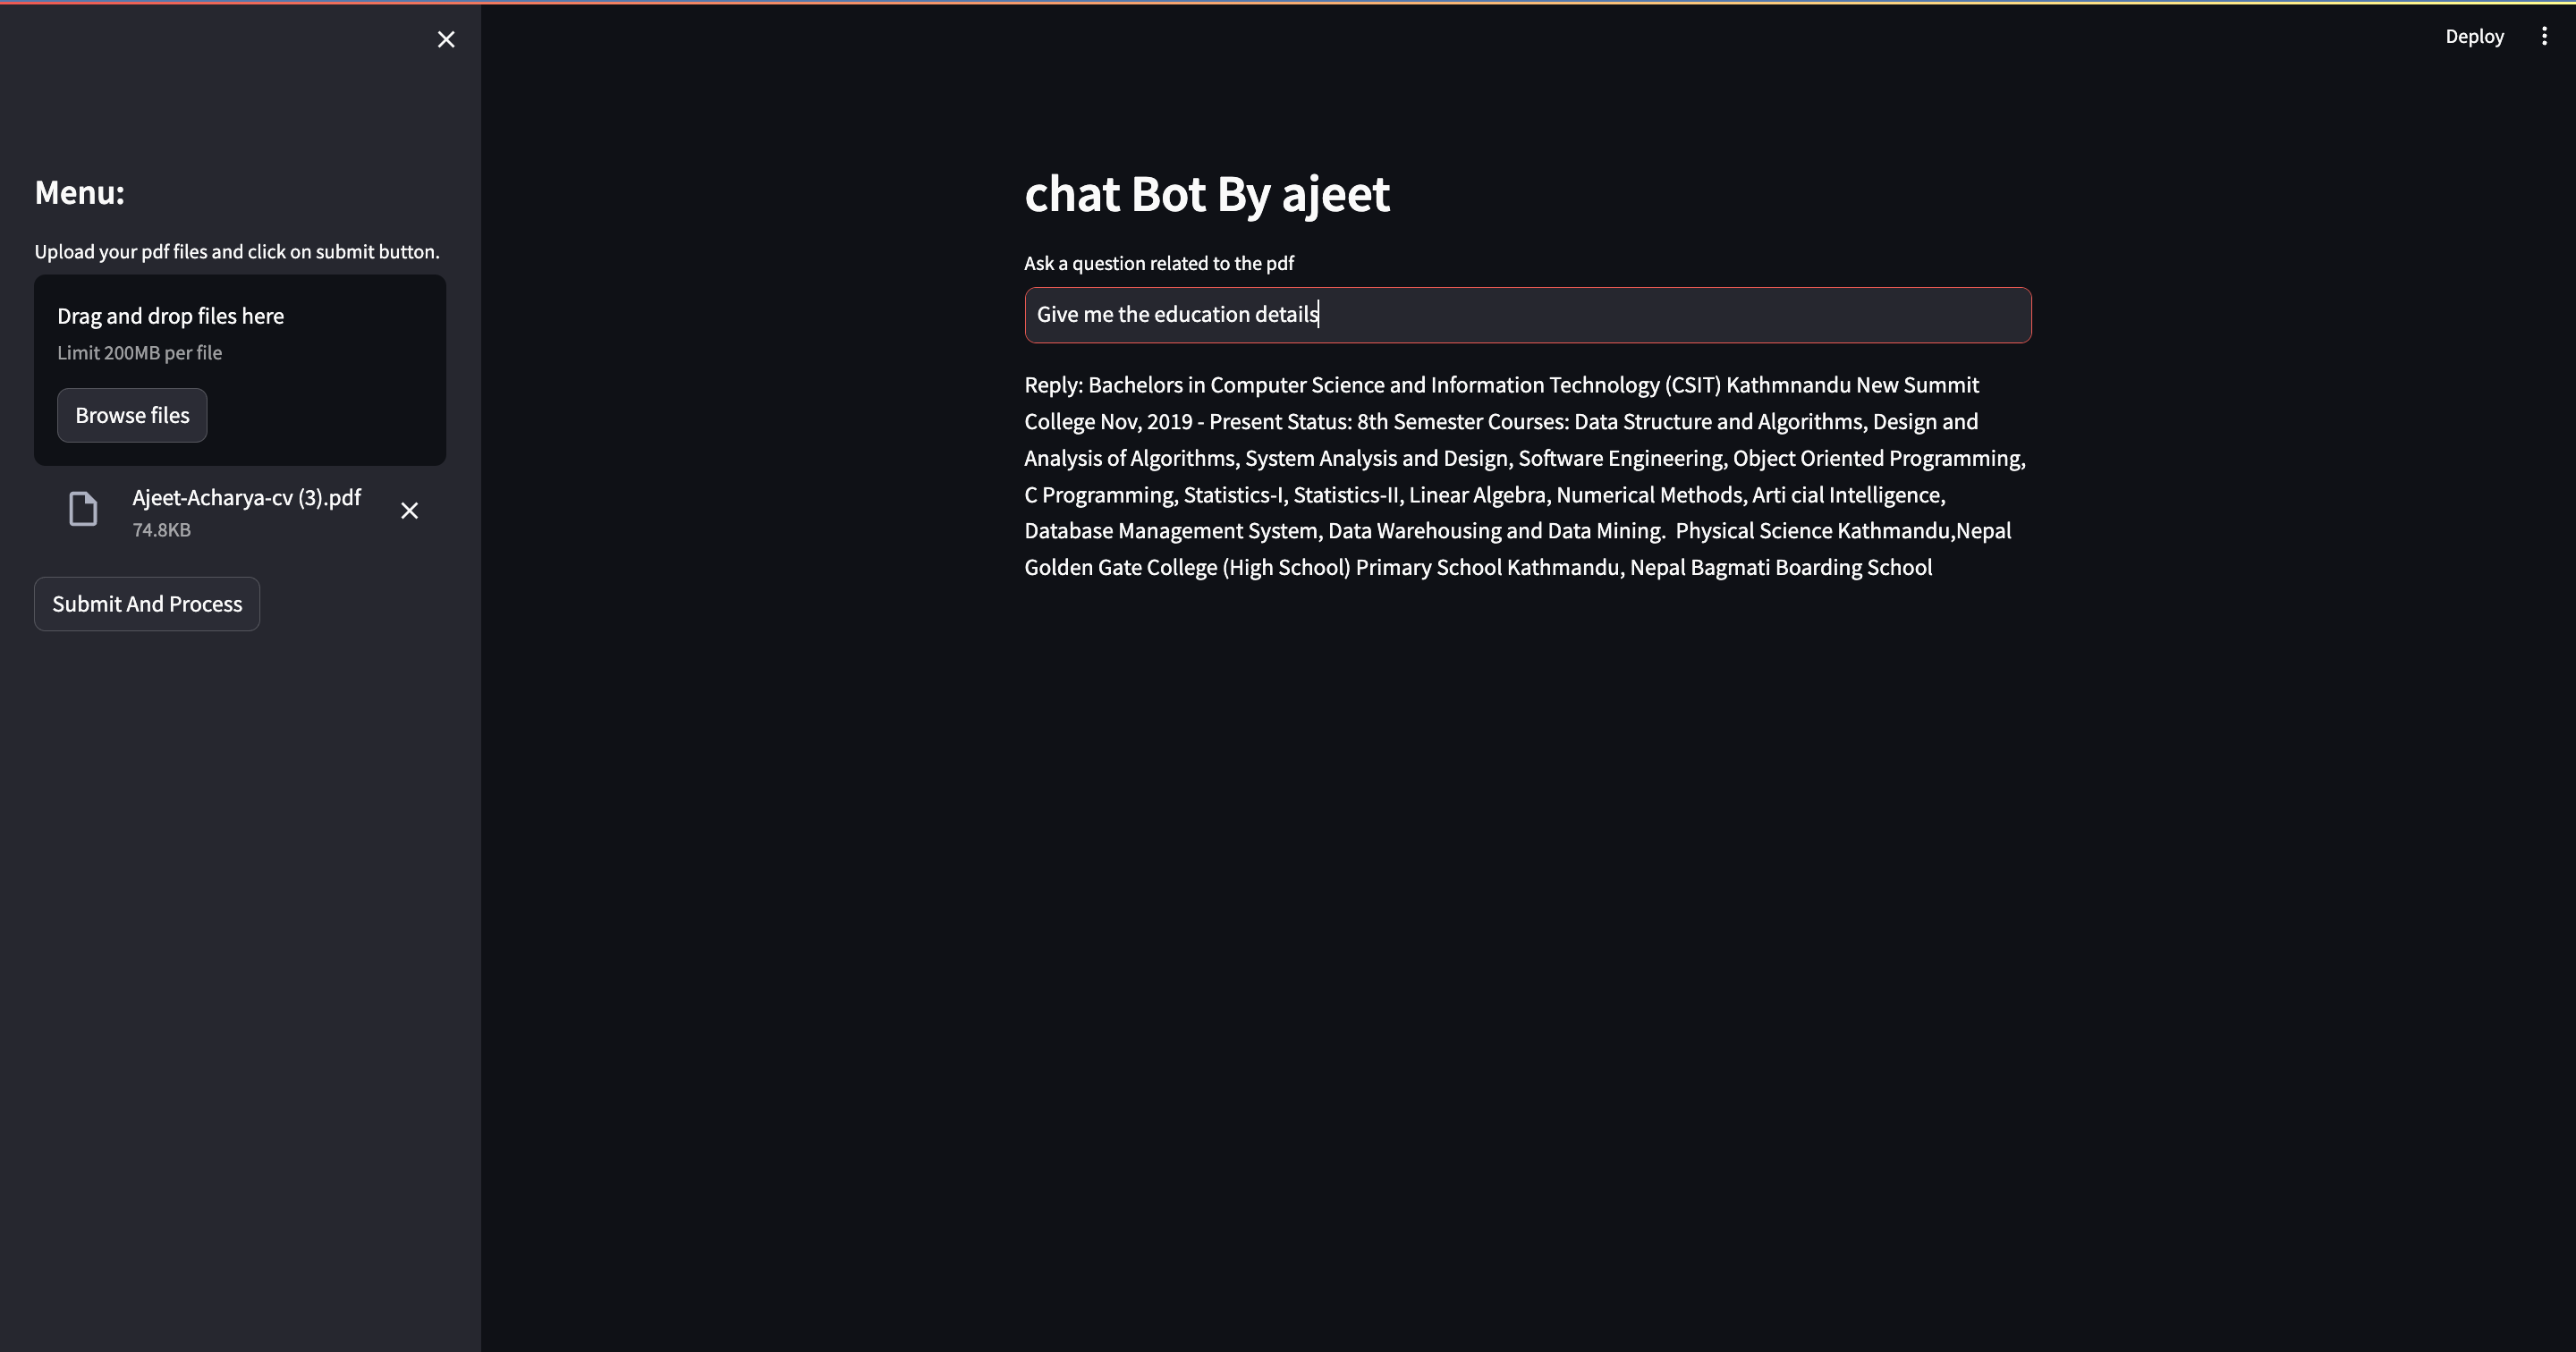 Deploy
Menu:
Upload your pdf files and click on submit button.
Drag and drop files here
Limit 200MB per file
Browse files
Ajeet-Acharya-cv (3).pdf
74.8KB
Submit And Process
chat Bot By ajeet
Ask a question related to the pdf
Give me the education details
Reply: Bachelors in Computer Science and Information Technology (CSIT) Kathmnandu New Summit
College Nov, 2019 - Present Status: 8th Semester Courses: Data Structure and Algorithms, Design and
Analysis of Algorithms, System Analysis and Design, Software Engineering, Object Oriented Programming,
C Programming, Statistics-I, Statistics-II, Linear Algebra, Numerical Methods, Arti cial Intelligence,
Database Management System, Data Warehousing and Data Mining.  Physical Science Kathmandu,Nepal
Golden Gate College (High School) Primary School Kathmandu, Nepal Bagmati Boarding School